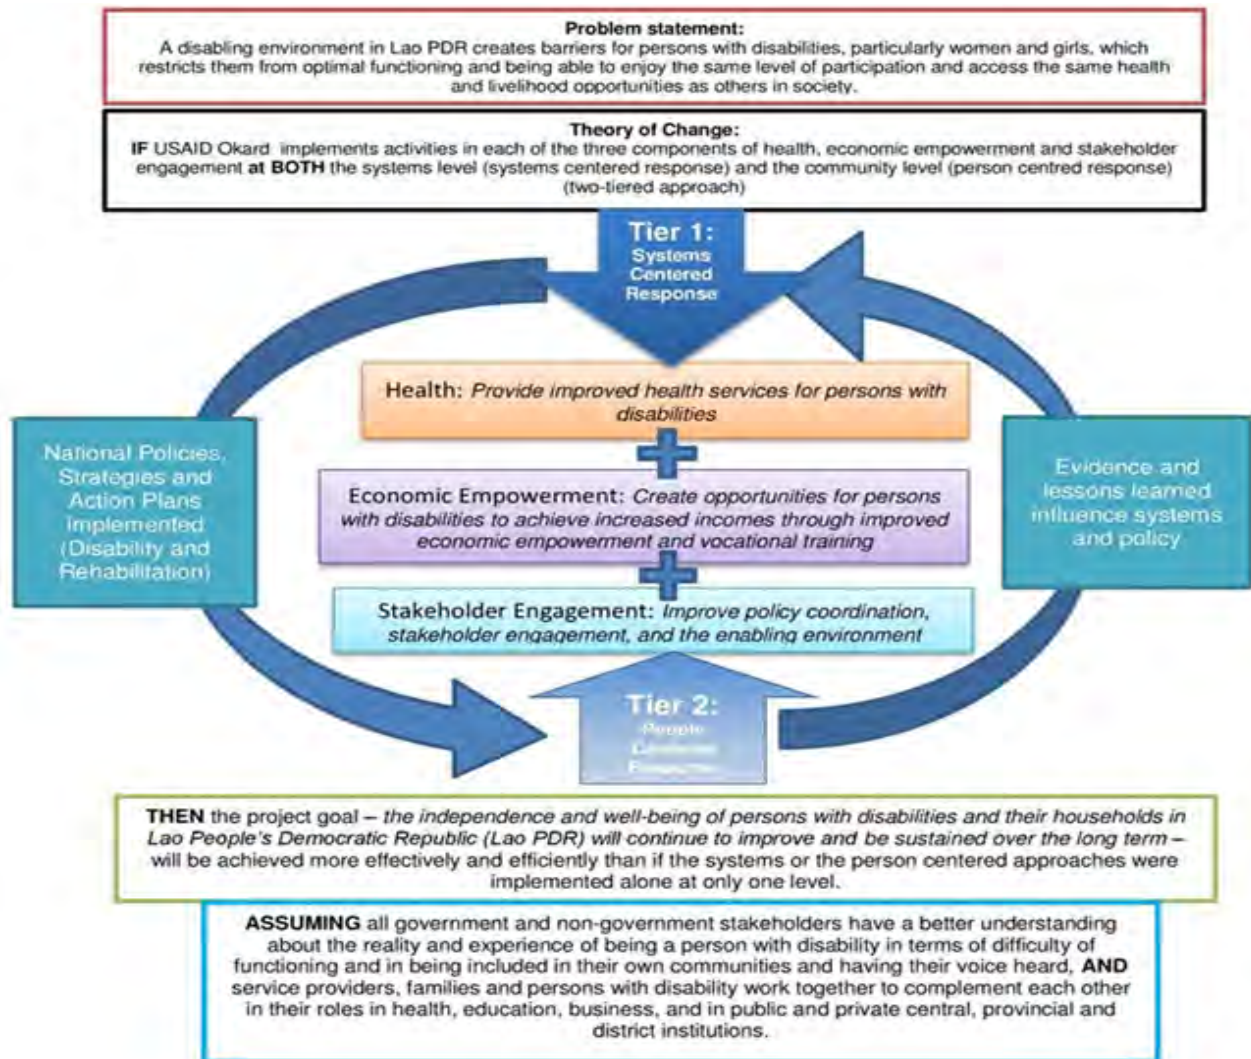 Problem statement:
A disabling environment in Lao PDR creates barriers for persons with disabilities, particularly women and girls, which
restricts them from optimal functioning and being able to enjoy the same level of participation and access the same health
and livelihood opportunities as others in society.
Theory of Change:
IF USAID Okard implements activities in each of the three components of health, economic empowerment and stakeholder
engagement at BOTH the systems level (systems centered response) and the community level (person centred response)
(two-tiered approach)
Tier 1:
Systems
Centered
Response
Health: Provide improved health services for persons with
disabilities
National Policies,
Strategies and
Action Plans
Implemented
(Disability and
Rehabilitation)
Economic Empowerment: Create opportunities for persons
with disabilities to achieve increased incomes through improved
economic empowerment and vocational training
Evidence and
lessons learned
influence systems
and policy
Stakeholder Engagement: Improve policy coordination,
stakeholder engagement, and the enabling environment
Tier 2:
People
THEN the project goal – the independence and well-being of persons with disabilities and their households in
Lao People's Democratic Republic (Lao PDR) will continue to improve and be sustained over the long term –
will be achieved more effectively and efficiently than if the systems or the person centered approaches were
implemented alone at only one level.
ASSUMING all government and non-government stakeholders have a better understanding
about the reality and experience of being a person with disability in terms of difficulty of
functioning and in being included in their own communities and having their voice heard, AND
service providers, families and persons with disability work together to complement each other
in their roles in health, education, business, and in public and private central, provincial and
district institutions.